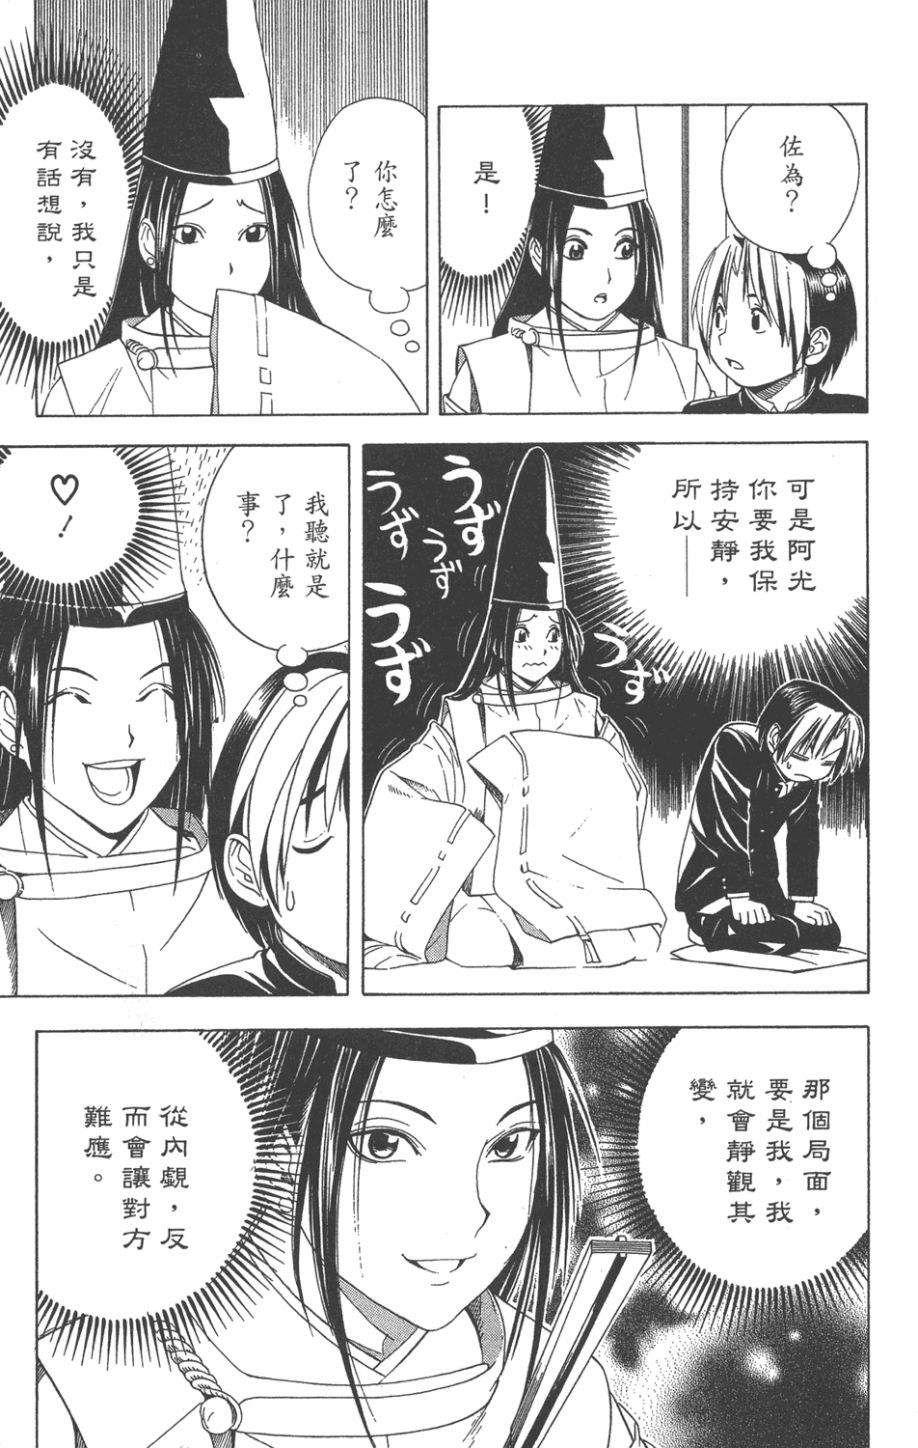 佐為?
是!
你怎麼
了?
沒有,我只是
有話想說,
可是阿光
你要我保
持安靜,
所以——
うず
うず
うず
うず
うず
我聽就是
了,什麼
事?
♡!
那個局面,
要是我,我
就會靜觀其
變,
從內覷,反
而會讓對方
難應。